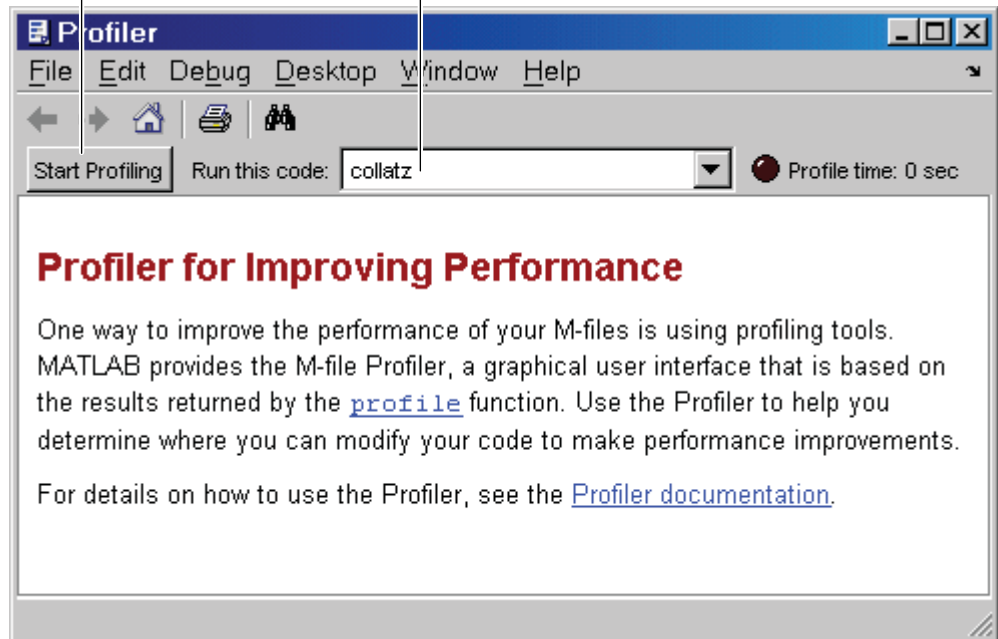 Profiler
File Edit Debug Desktop Window Help
Start Profiling Run this code: collatz Profile time: 0 sec
Profiler for Improving Performance
One way to improve the performance of your M-files is using profiling tools.
MATLAB provides the M-file Profiler, a graphical user interface that is based on
the results returned by the profile function. Use the Profiler to help you
determine where you can modify your code to make performance improvements.
For details on how to use the Profiler, see the Profiler documentation.